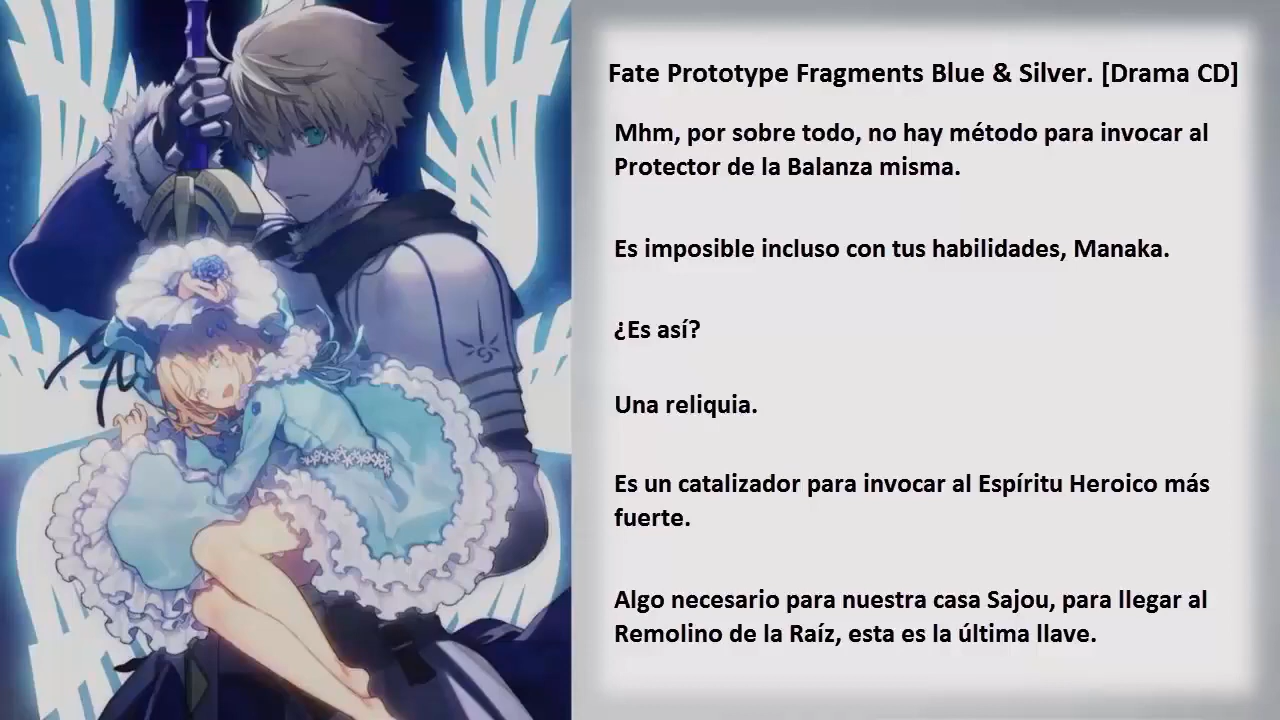 Fate Prototype Fragments Blue & Silver. [Drama CD]
Mhm, por sobre todo, no hay método para invocar al
Protector de la Balanza misma.
Es imposible incluso con tus habilidades, Manaka.
¿Es así?
Una reliquia.
Es un catalizador para invocar al Espíritu Heroico más
fuerte.
Algo necesario para nuestra casa Sajou, para llegar al
Remolino de la Raíz, esta es la última llave.